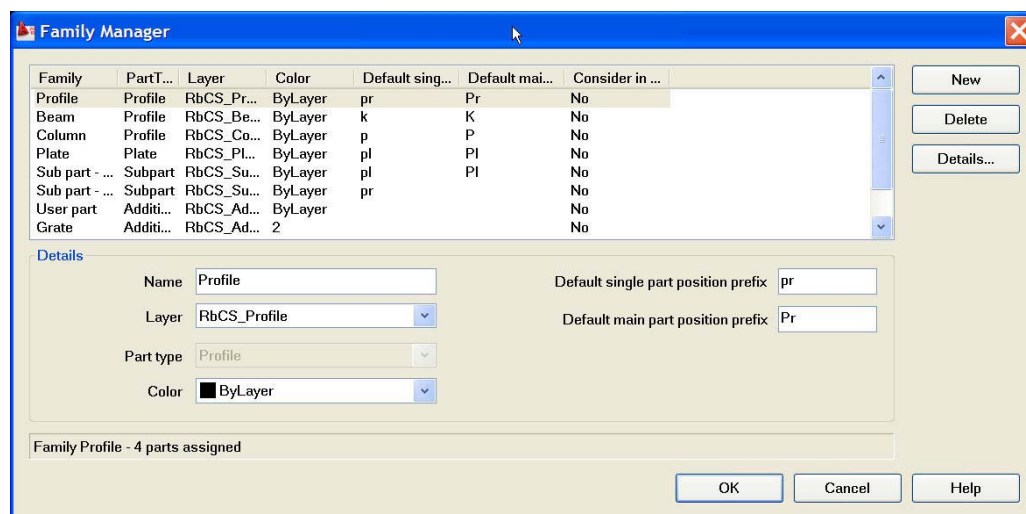 Family Manager
Family PartT... Layer Color Default sing... Default mai... Consider in ...
Profile Profile RbCS_Pr... ByLayer pr Pr No
Beam Profile RbCS_Be... ByLayer k K No
Column Profile RbCS_Co... ByLayer p P No
Plate Plate RbCS_Pl... ByLayer pl Pl No
Sub part - ... Subpart RbCS_Su... ByLayer pl Pl No
Sub part - ... Subpart RbCS_Su... ByLayer pr No
User part Additi... RbCS_Ad... ByLayer No
Grate Additi... RbCS_Ad... 2 No
New
Delete
Details...
Details
Name Profile Default single part position prefix pr
Layer RbCS_Profile Default main part position prefix Pr
Part type Profile
Color ByLayer
Family Profile - 4 parts assigned
OK Cancel Help